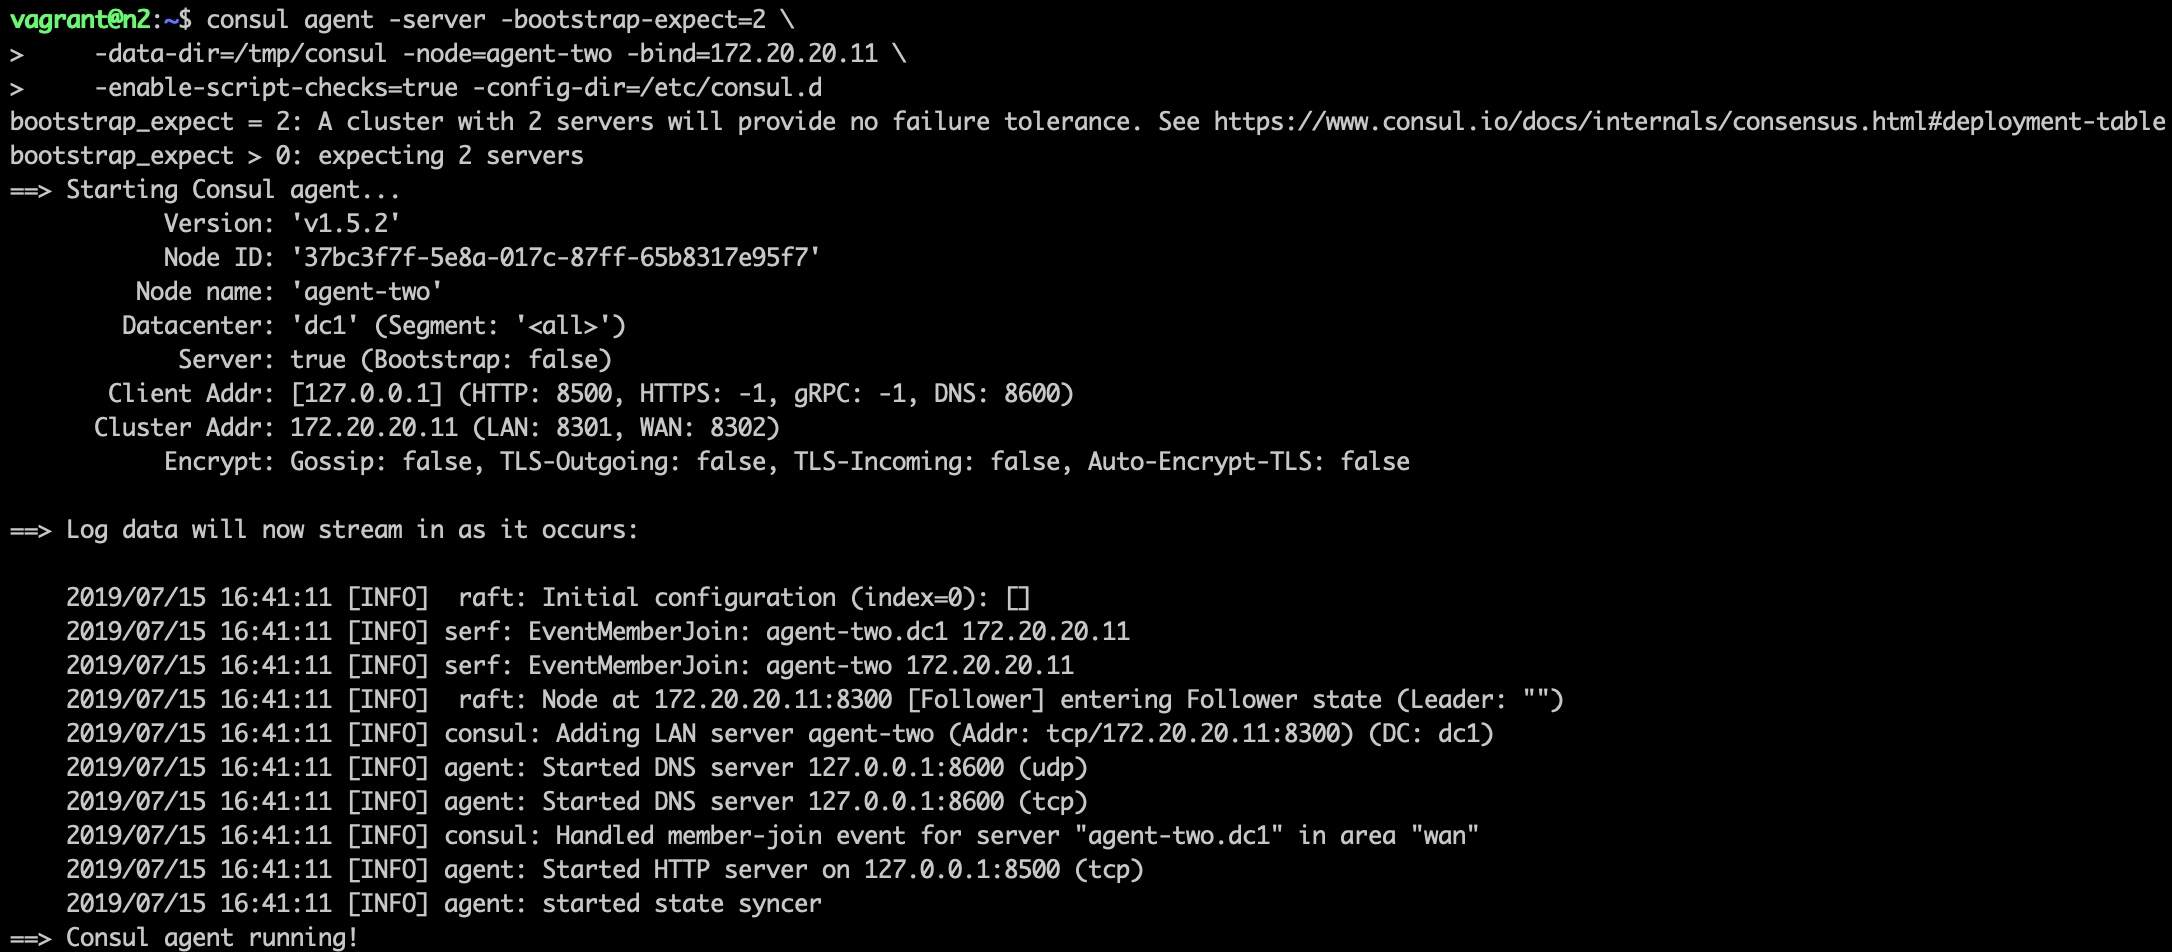 vagrant@n2:~$ consul agent -server -bootstrap-expect=2 \
>     -data-dir=/tmp/consul -node=agent-two -bind=172.20.20.11 \
>     -enable-script-checks=true -config-dir=/etc/consul.d
bootstrap_expect = 2: A cluster with 2 servers will provide no failure tolerance. See https://www.consul.io/docs/internals/consensus.html#deployment-table
bootstrap_expect > 0: expecting 2 servers
==> Starting Consul agent...
           Version: 'v1.5.2'
           Node ID: '37bc3f7f-5e8a-017c-87ff-65b8317e95f7'
         Node name: 'agent-two'
        Datacenter: 'dc1' (Segment: '<all>')
            Server: true (Bootstrap: false)
       Client Addr: [127.0.0.1] (HTTP: 8500, HTTPS: -1, gRPC: -1, DNS: 8600)
      Cluster Addr: 172.20.20.11 (LAN: 8301, WAN: 8302)
           Encrypt: Gossip: false, TLS-Outgoing: false, TLS-Incoming: false, Auto-Encrypt-TLS: false

==> Log data will now stream in as it occurs:

    2019/07/15 16:41:11 [INFO]  raft: Initial configuration (index=0): []
    2019/07/15 16:41:11 [INFO] serf: EventMemberJoin: agent-two.dc1 172.20.20.11
    2019/07/15 16:41:11 [INFO] serf: EventMemberJoin: agent-two 172.20.20.11
    2019/07/15 16:41:11 [INFO]  raft: Node at 172.20.20.11:8300 [Follower] entering Follower state (Leader: "")
    2019/07/15 16:41:11 [INFO] consul: Adding LAN server agent-two (Addr: tcp/172.20.20.11:8300) (DC: dc1)
    2019/07/15 16:41:11 [INFO] agent: Started DNS server 127.0.0.1:8600 (udp)
    2019/07/15 16:41:11 [INFO] agent: Started DNS server 127.0.0.1:8600 (tcp)
    2019/07/15 16:41:11 [INFO] consul: Handled member-join event for server "agent-two.dc1" in area "wan"
    2019/07/15 16:41:11 [INFO] agent: Started HTTP server on 127.0.0.1:8500 (tcp)
    2019/07/15 16:41:11 [INFO] agent: started state syncer
==> Consul agent running!